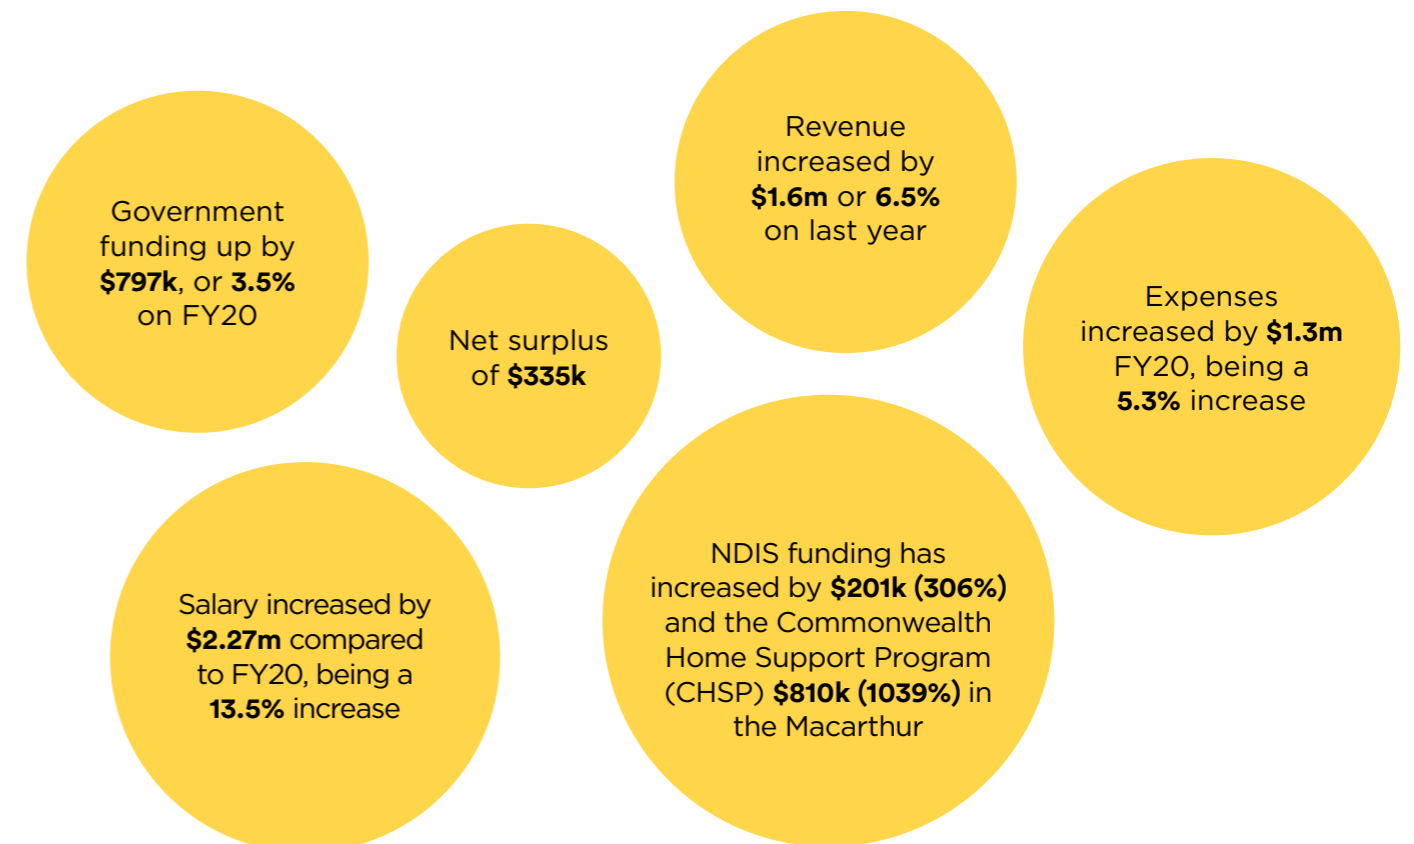 Government
funding up by
$797k, or 3.5%
on FY20
Net surplus
of $335k
Revenue
increased by
$1.6m or 6.5%
on last year
Expenses
increased by $1.3m
FY20, being a
5.3% increase
Salary increased by
$2.27m compared
to FY20, being a
13.5% increase
NDIS funding has
increased by $201k (306%)
and the Commonwealth
Home Support Program
(CHSP) $810k (1039%) in
the Macarthur